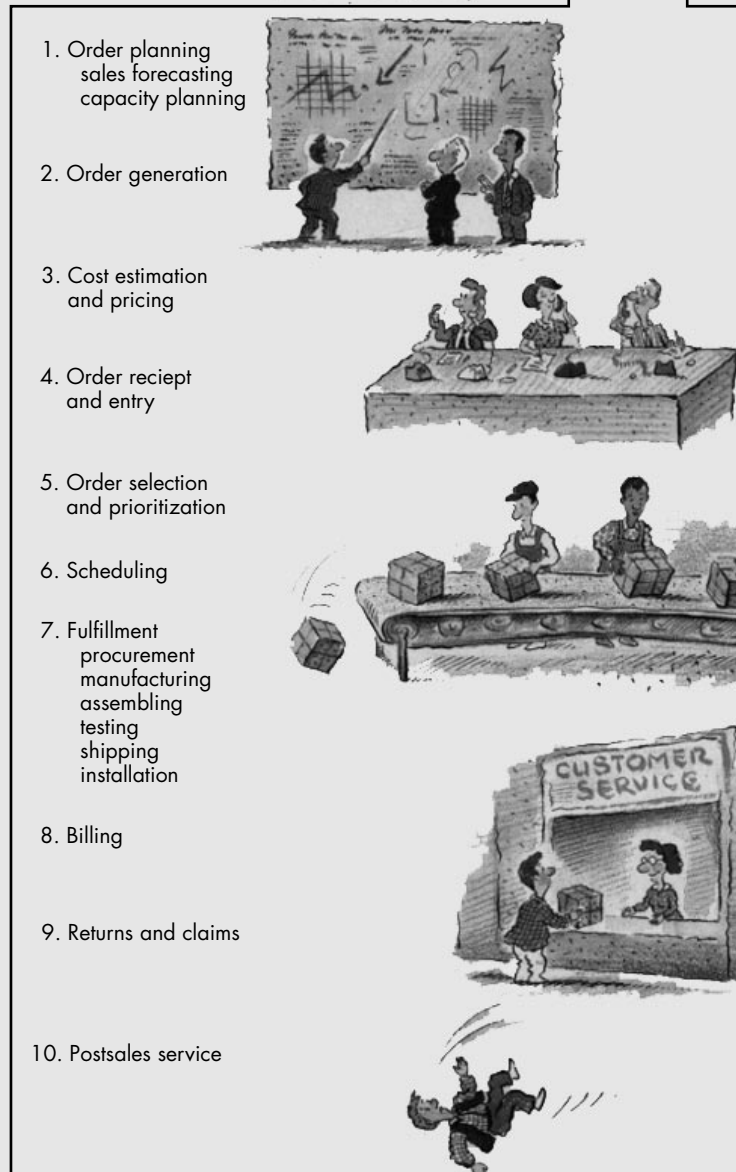 1. Order planning
sales forecasting
capacity planning
2. Order generation
3. Cost estimation
and pricing
4. Order reciept
and entry
5. Order selection
and prioritization
6. Scheduling
7. Fulfillment
procurement
manufacturing
assembling
testing
shipping
installation
8. Billing
CUSTOMER
SERVICE
9. Returns and claims
10. Postsales service